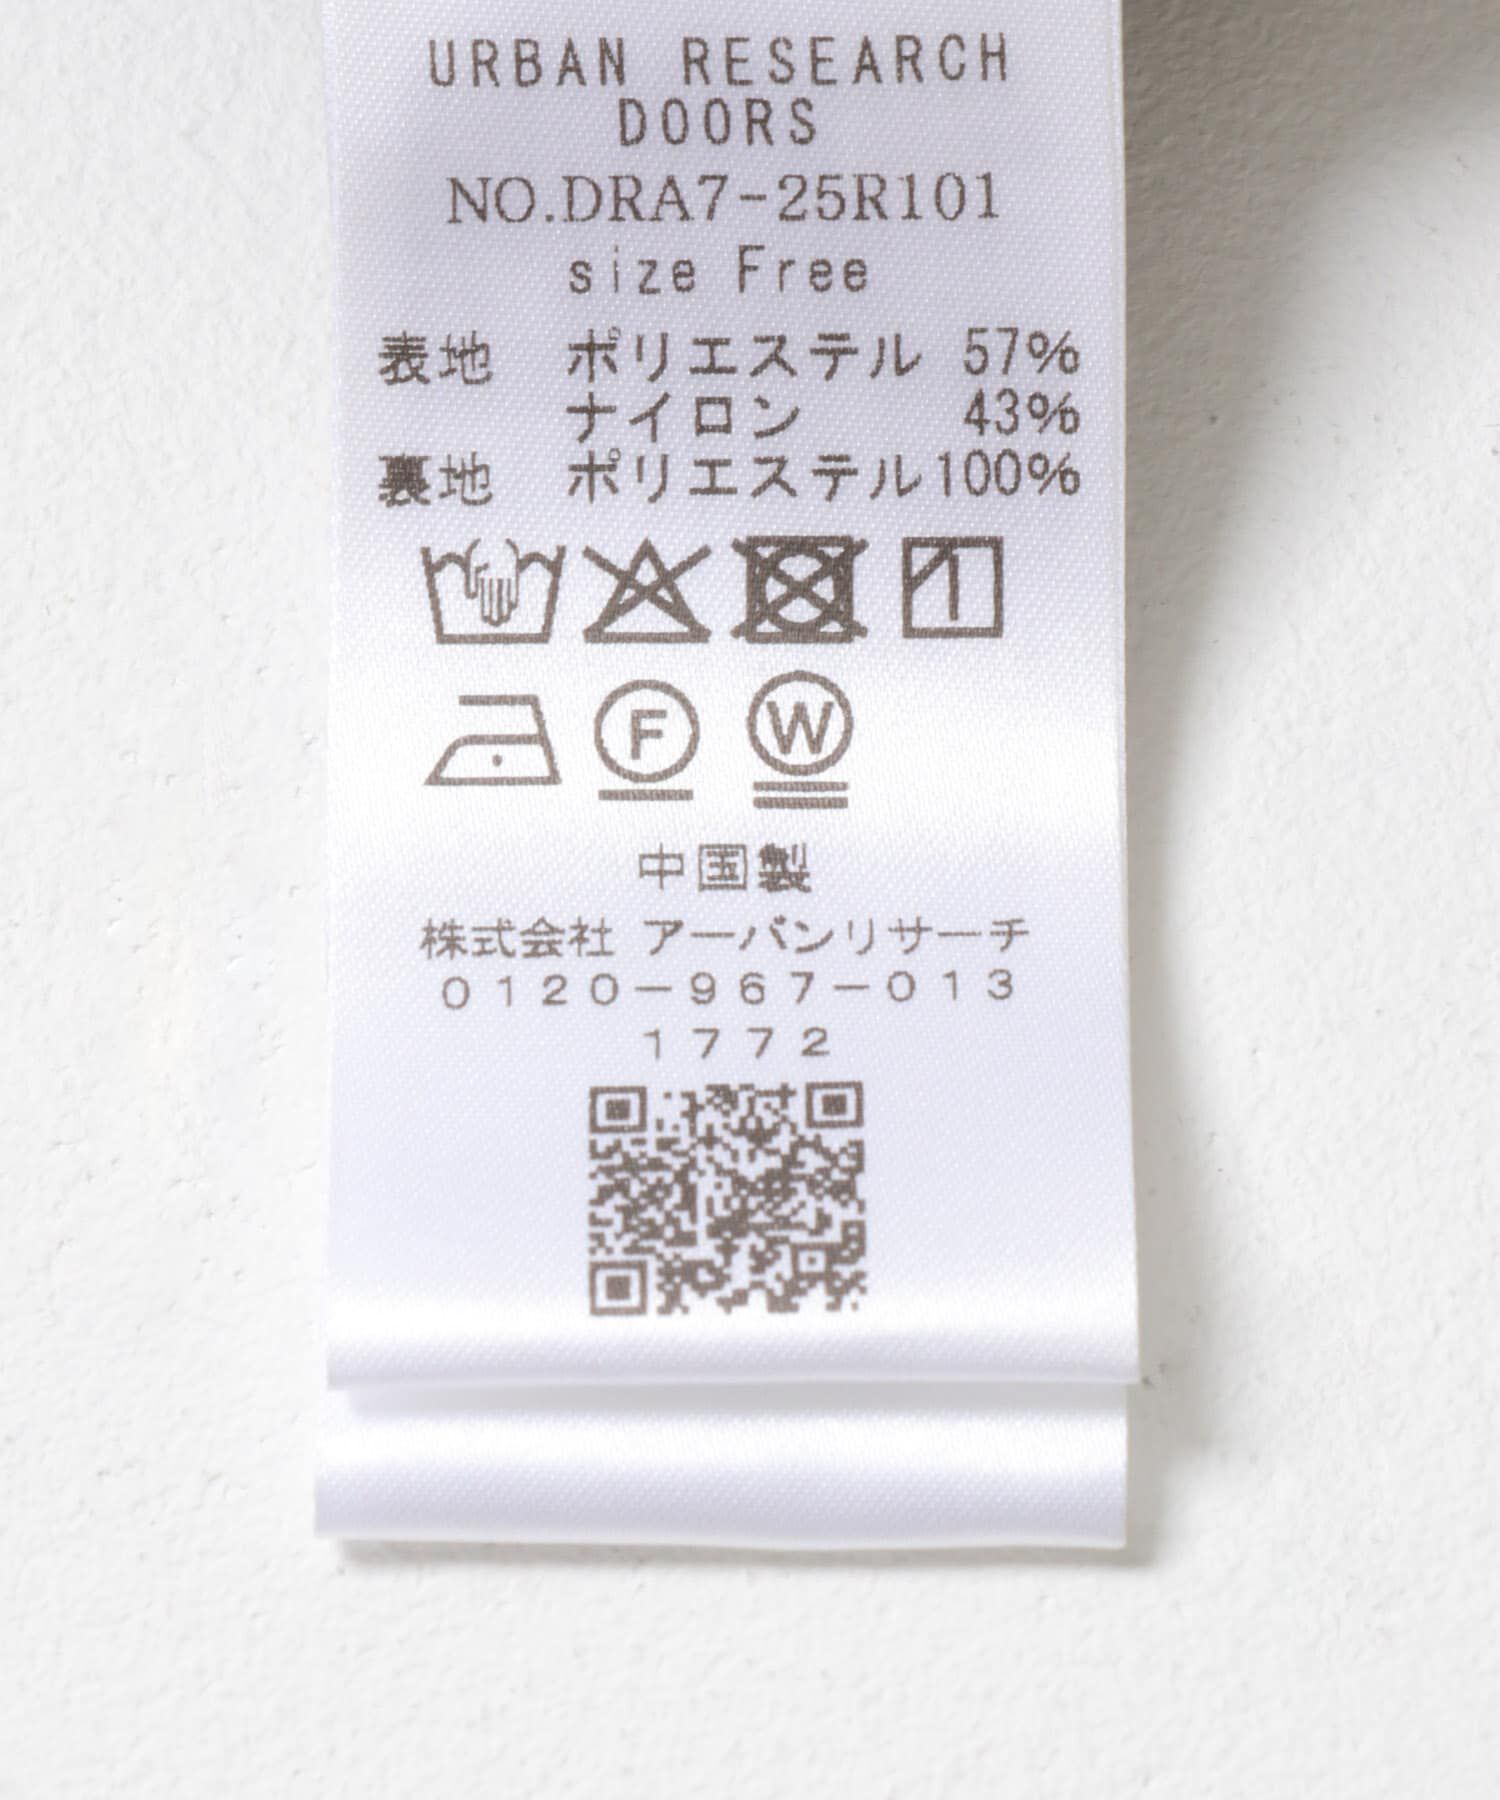 URBAN RESEARCH
DOORS
NO.DRA7-25R101
size Free
表地 ポリエステル 57%
ナイロン 43%
裏地 ポリエステル100%
F W
中国製
株式会社 アーバンリサーチ
0120-967-013
1772